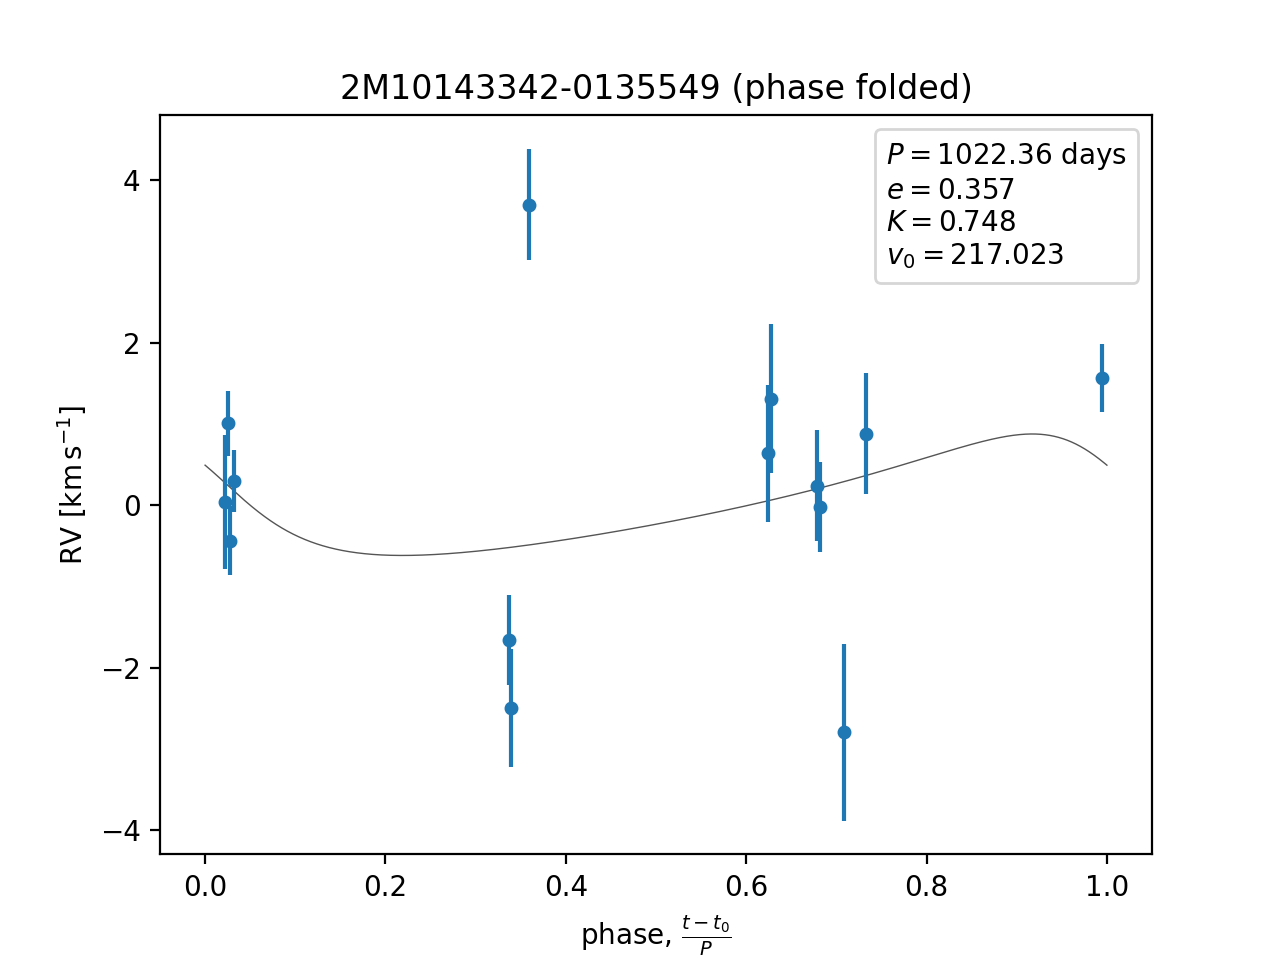 2M10143342-0135549 (phase folded)
P = 1022.36 days
e = 0.357
K = 0.748
v₀ = 217.023
4
2
0
−2
−4
RV [km s⁻¹]
0.0 0.2 0.4 0.6 0.8 1.0
phase, (t − t₀)/P